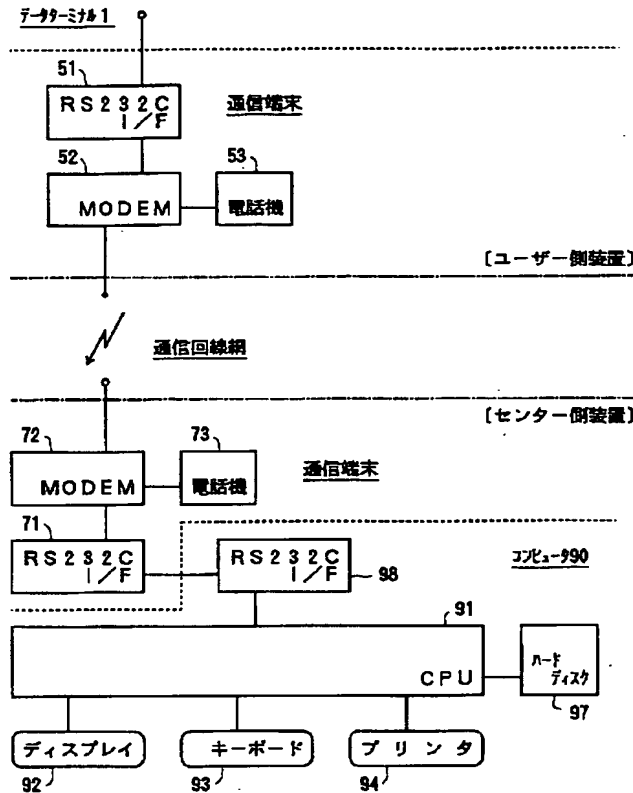 データターミナル1
51
RS232C
I/F
通信端末
52
53
MODEM
電話機
[ユーザー側装置]
通信回線網
[センター側装置]
72
73
MODEM
電話機
通信端末
71
RS232C
I/F
RS232C
I/F
98
コンピュータ90
91
CPU
ハード
ディスク
97
ディスプレイ
キーボード
プリンタ
92
93
94